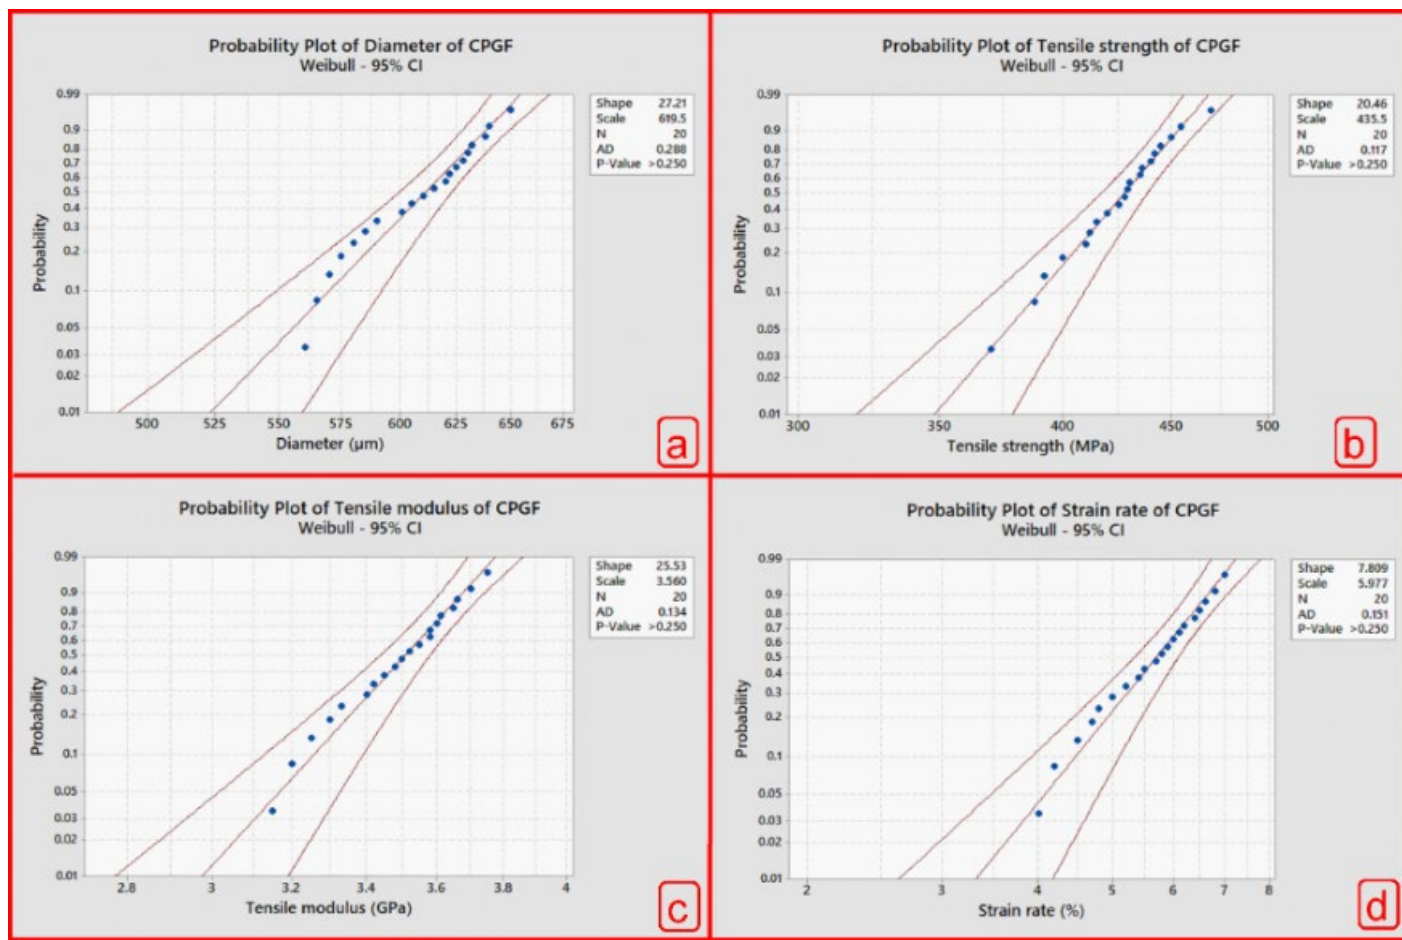 Probability Plot of Diameter of CPGF
Weibull - 95% CI
0.99
0.9
0.8
0.7
0.6
0.5
0.4
0.3
0.2
0.1
0.05
0.03
0.02
0.01
Probability
500 525 550 575 600 625 650 675
Diameter (µm)
Shape 27.21
Scale 619.5
N 20
AD 0.288
P-Value >0.250
a
Probability Plot of Tensile strength of CPGF
Weibull - 95% CI
0.99
0.9
0.8
0.7
0.6
0.5
0.4
0.3
0.2
0.1
0.05
0.03
0.02
0.01
Probability
300 350 400 450 500
Tensile strength (MPa)
Shape 20.46
Scale 435.5
N 20
AD 0.117
P-Value >0.250
b
Probability Plot of Tensile modulus of CPGF
Weibull - 95% CI
0.99
0.9
0.8
0.7
0.6
0.5
0.4
0.3
0.2
0.1
0.05
0.03
0.02
0.01
Probability
2.8 3 3.2 3.4 3.6 3.8 4
Tensile modulus (GPa)
Shape 25.53
Scale 3.560
N 20
AD 0.134
P-Value >0.250
c
Probability Plot of Strain rate of CPGF
Weibull - 95% CI
0.99
0.9
0.8
0.7
0.6
0.5
0.4
0.3
0.2
0.1
0.05
0.03
0.02
0.01
Probability
2 3 4 5 6 7 8
Strain rate (%)
Shape 7.809
Scale 5.977
N 20
AD 0.151
P-Value >0.250
d